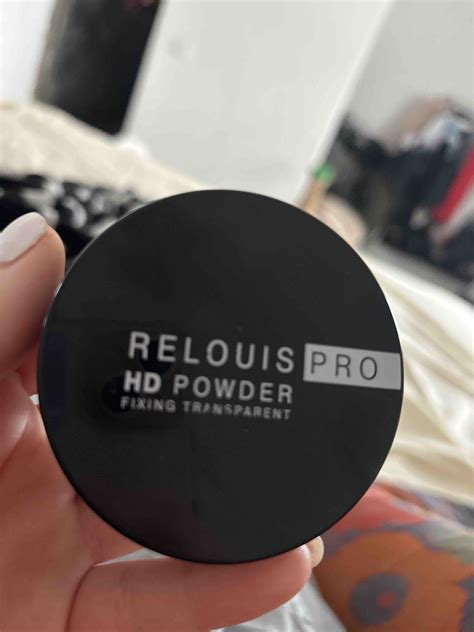 RELOUIS PRO
HD POWDER
FIXING TRANSPARENT